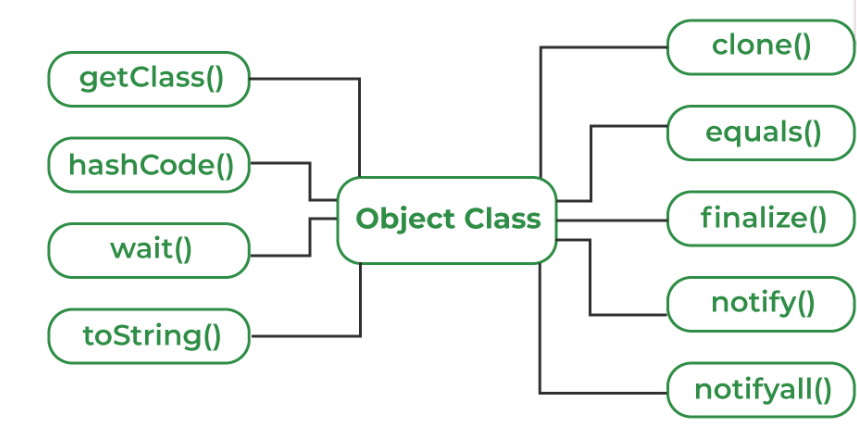 getClass()
hashCode()
wait()
toString()
Object Class
clone()
equals()
finalize()
notify()
notifyall()